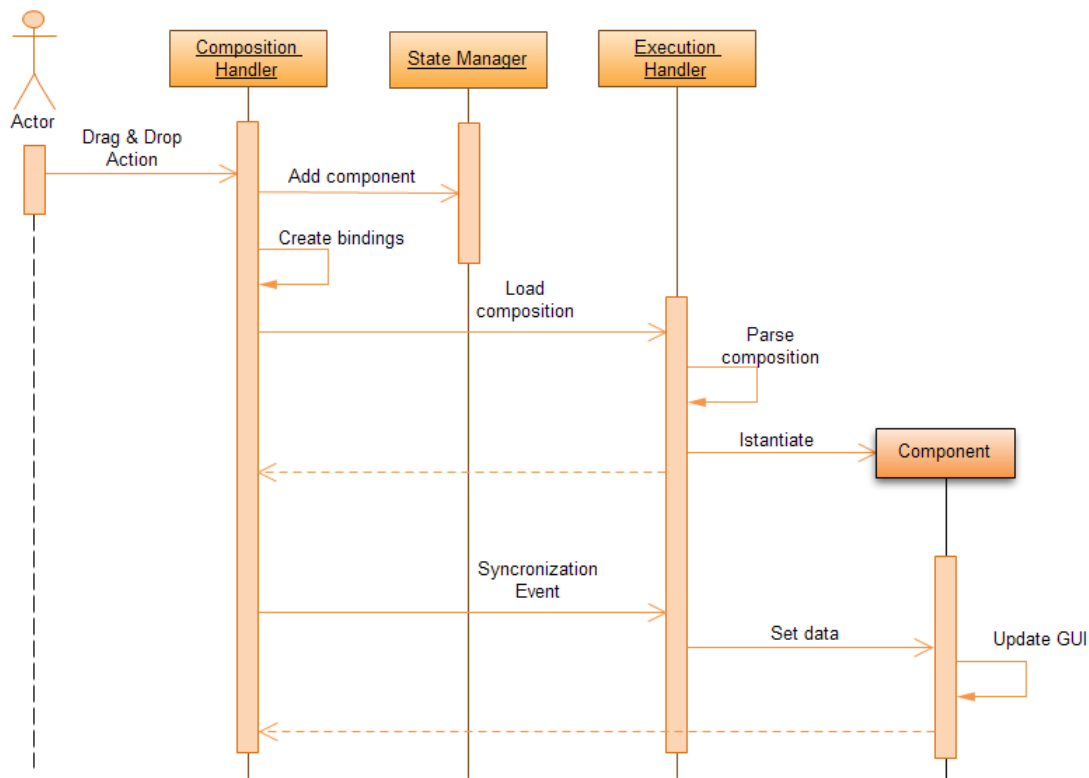 Composition
Handler
State Manager
Execution
Handler
Actor
Drag & Drop
Action
Add component
Create bindings
Load
composition
Parse
composition
Istantiate
Component
Syncronization
Event
Set data
Update GUI